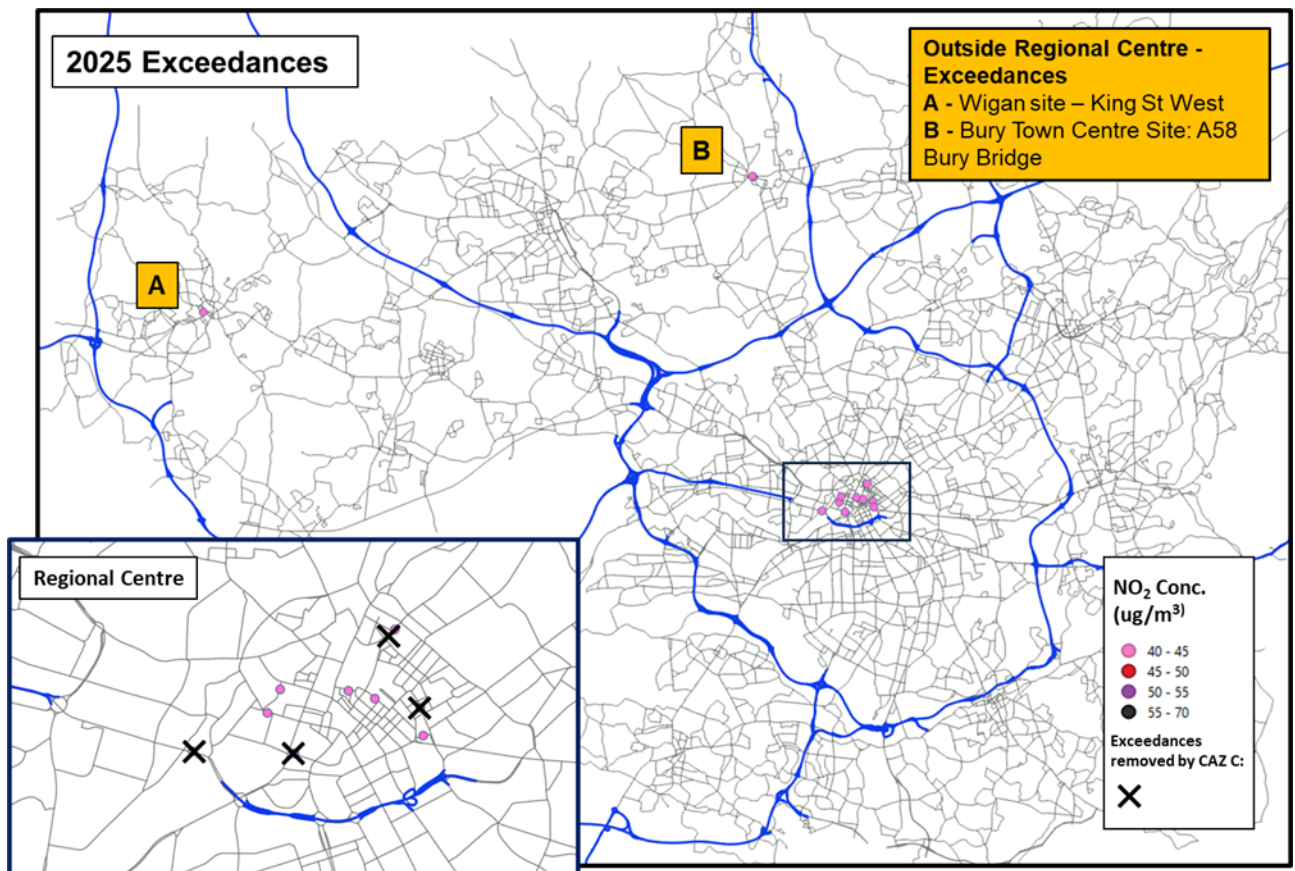 2025 Exceedances
Outside Regional Centre -
Exceedances
A - Wigan site – King St West
B - Bury Town Centre Site: A58
Bury Bridge
B
A
Regional Centre
NO₂ Conc.
(ug/m³)
40 - 45
45 - 50
50 - 55
55 - 70
Exceedances
removed by CAZ C: